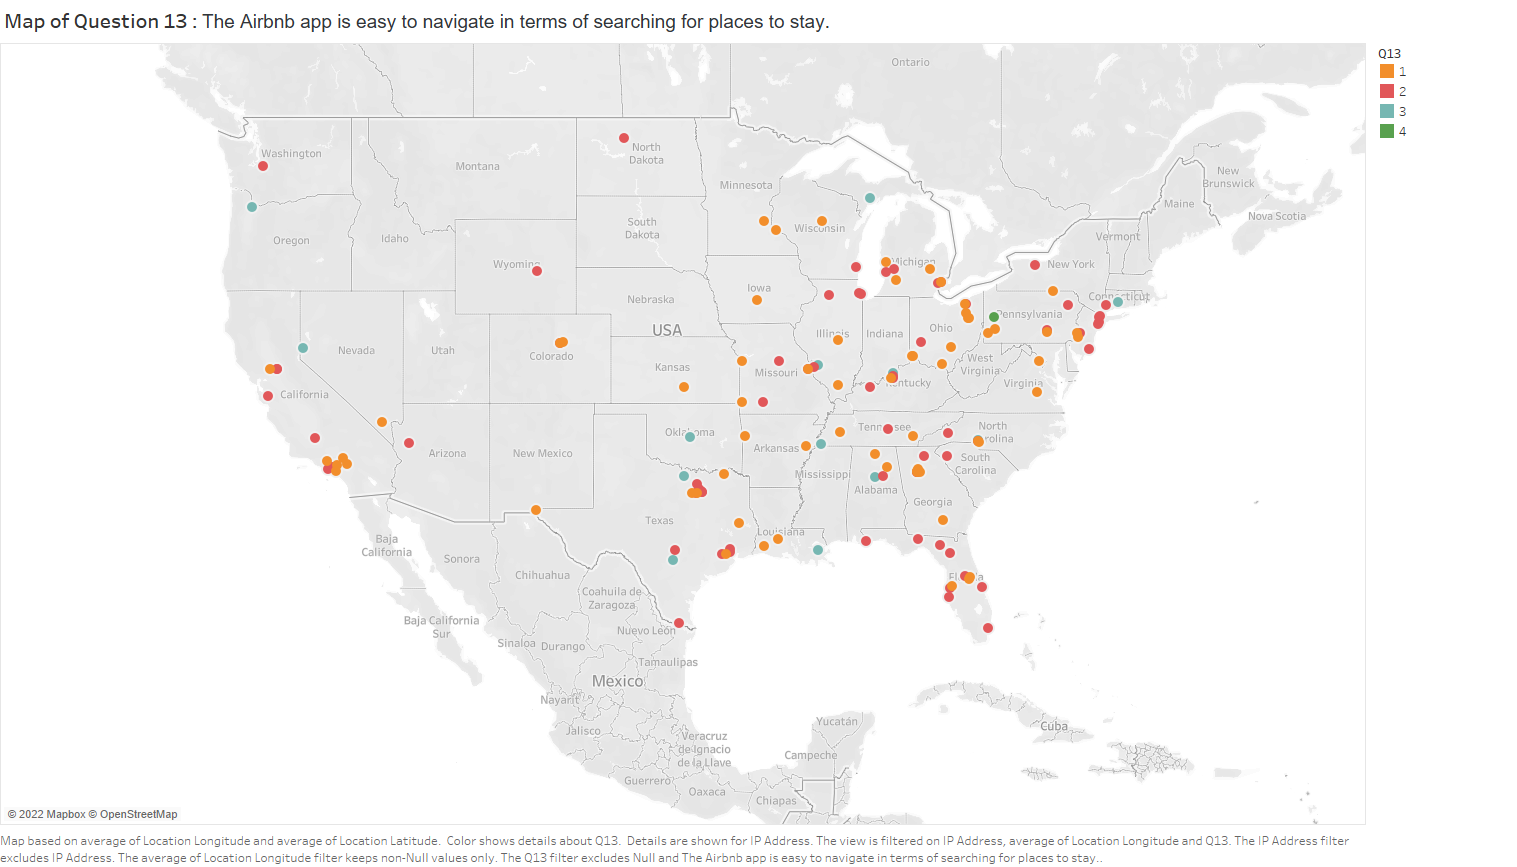 Map of Question 13 : The Airbnb app is easy to navigate in terms of searching for places to stay.
Q13
1
2
3
4
Ontario
Washington
Montana
North
Dakota
Minnesota
New
Brunswick
Maine
Nova Scotia
Oregon
Idaho
South
Dakota
Wisconsin
Vermont
Wyoming
Michigan
New York
Nebraska
Iowa
Connecticut
USA
Illinois
Indiana
Ohio
Pennsylvania
Nevada
Utah
Colorado
Kansas
Missouri
West
Virginia
Kentucky
Virginia
California
Oklahoma
Tennessee
North
Carolina
Arizona
New Mexico
Arkansas
South
Carolina
Mississippi
Alabama
Georgia
Texas
Louisiana
Baja
California
Sonora
Chihuahua
Florida
Coahuila de
Zaragoza
Baja California
Sur
Nuevo León
Sinaloa
Durango
Tamaulipas
Mexico
Nayarit
Yucatán
Cuba
Jalisco
Veracruz
de Ignacio
de la Llave
Campeche
Guerrero
Oaxaca
Chiapas
© 2022 Mapbox © OpenStreetMap
Map based on average of Location Longitude and average of Location Latitude.  Color shows details about Q13.  Details are shown for IP Address. The view is filtered on IP Address, average of Location Longitude and Q13. The IP Address filter
excludes IP Address. The average of Location Longitude filter keeps non-Null values only. The Q13 filter excludes Null and The Airbnb app is easy to navigate in terms of searching for places to stay..